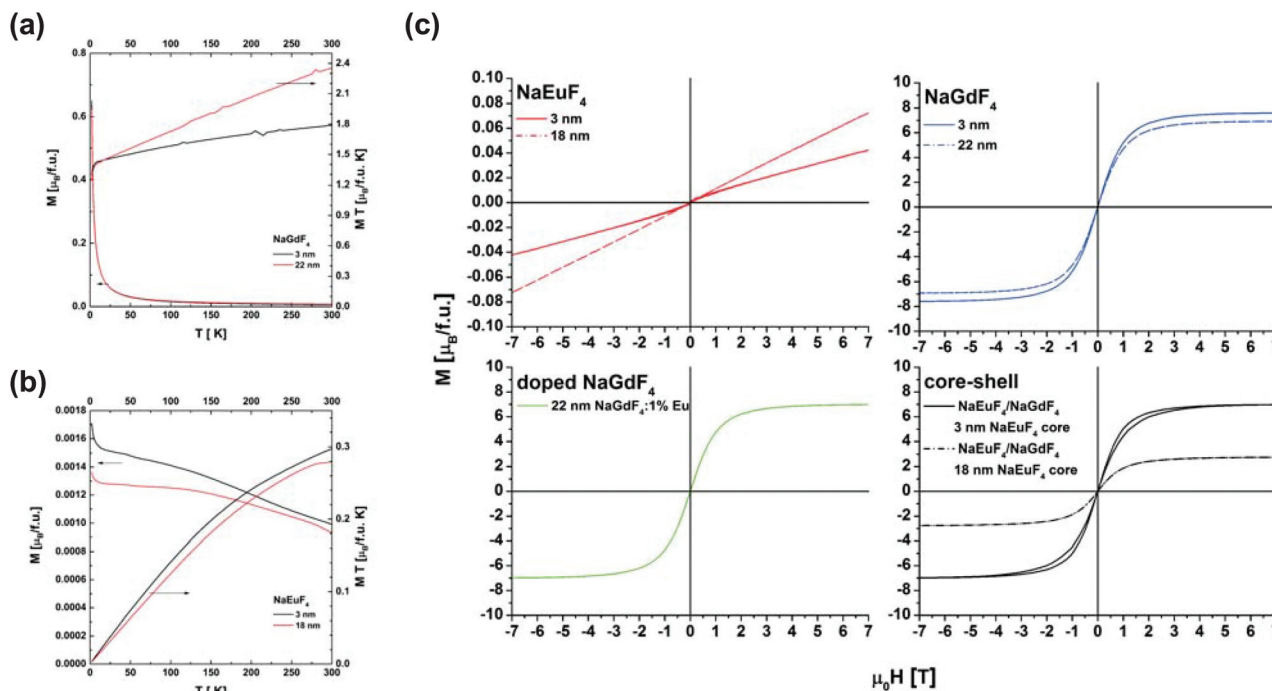 (a)
0 50 100 150 200 250 300
0.8
0.6
0.4
0.2
0.0
M [μB/f.u.]
2.4
2.1
1.8
1.5
1.2
0.9
0.6
0.3
0.0
M T [μB/f.u. K]
NaGdF4
3 nm
22 nm
0 50 100 150 200 250 300
T [ K]
(b)
0 50 100 150 200 250 300
0.0018
0.0016
0.0014
0.0012
0.0010
0.0008
0.0006
0.0004
0.0002
0.0000
M [μB/f.u.]
0.3
0.2
0.1
0.0
M T [μB/f.u. K]
NaEuF4
3 nm
18 nm
0 50 100 150 200 250 300
T [ K]
(c)
M [μB/f.u.]
0.10
0.08
0.06
0.04
0.02
0.00
-0.02
-0.04
-0.06
-0.08
-0.10
NaEuF4
3 nm
18 nm
-7 -6 -5 -4 -3 -2 -1 0 1 2 3 4 5 6 7
10
8
6
4
2
0
-2
-4
-6
-8
-10
NaGdF4
3 nm
22 nm
-7 -6 -5 -4 -3 -2 -1 0 1 2 3 4 5 6 7
10
8
6
4
2
0
-2
-4
-6
-8
-10
doped NaGdF4
22 nm NaGdF4:1% Eu
-7 -6 -5 -4 -3 -2 -1 0 1 2 3 4 5 6 7
10
8
6
4
2
0
-2
-4
-6
-8
-10
core-shell
NaEuF4/NaGdF4
3 nm NaEuF4 core
NaEuF4/NaGdF4
18 nm NaEuF4 core
-7 -6 -5 -4 -3 -2 -1 0 1 2 3 4 5 6 7
μ0H [T]